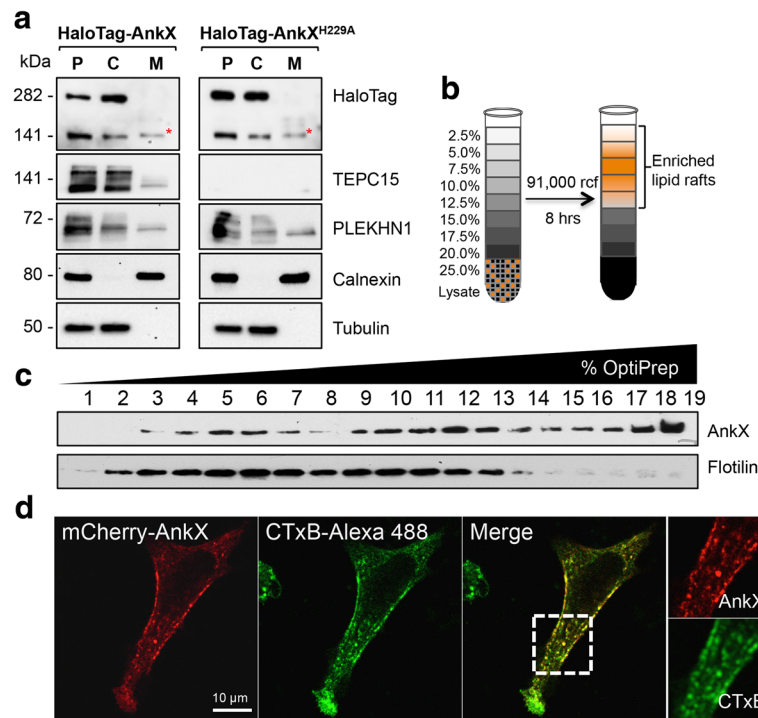 a
HaloTag-AnkX
HaloTag-AnkXH229A
kDa
P C M
P C M
282 -
HaloTag
141 -
*
*
141 -
TEPC15
72 -
PLEKHN1
80 -
Calnexin
50 -
Tubulin
b
2.5%
5.0%
7.5%
10.0%
12.5%
15.0%
17.5%
20.0%
25.0%
Lysate
91,000 rcf
8 hrs
Enriched
lipid rafts
c
% OptiPrep
1 2 3 4 5 6 7 8 9 10 11 12 13 14 15 16 17 18 19
AnkX
Flotilin
d
mCherry-AnkX
CTxB-Alexa 488
Merge
10 µm
AnkX
CTxB